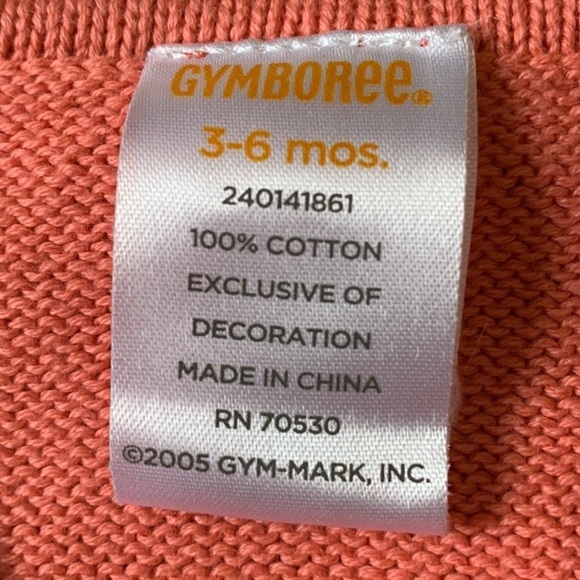 GYMBOREE®
3-6 mos.
240141861
100% COTTON
EXCLUSIVE OF
DECORATION
MADE IN CHINA
RN 70530
©2005 GYM-MARK, INC.